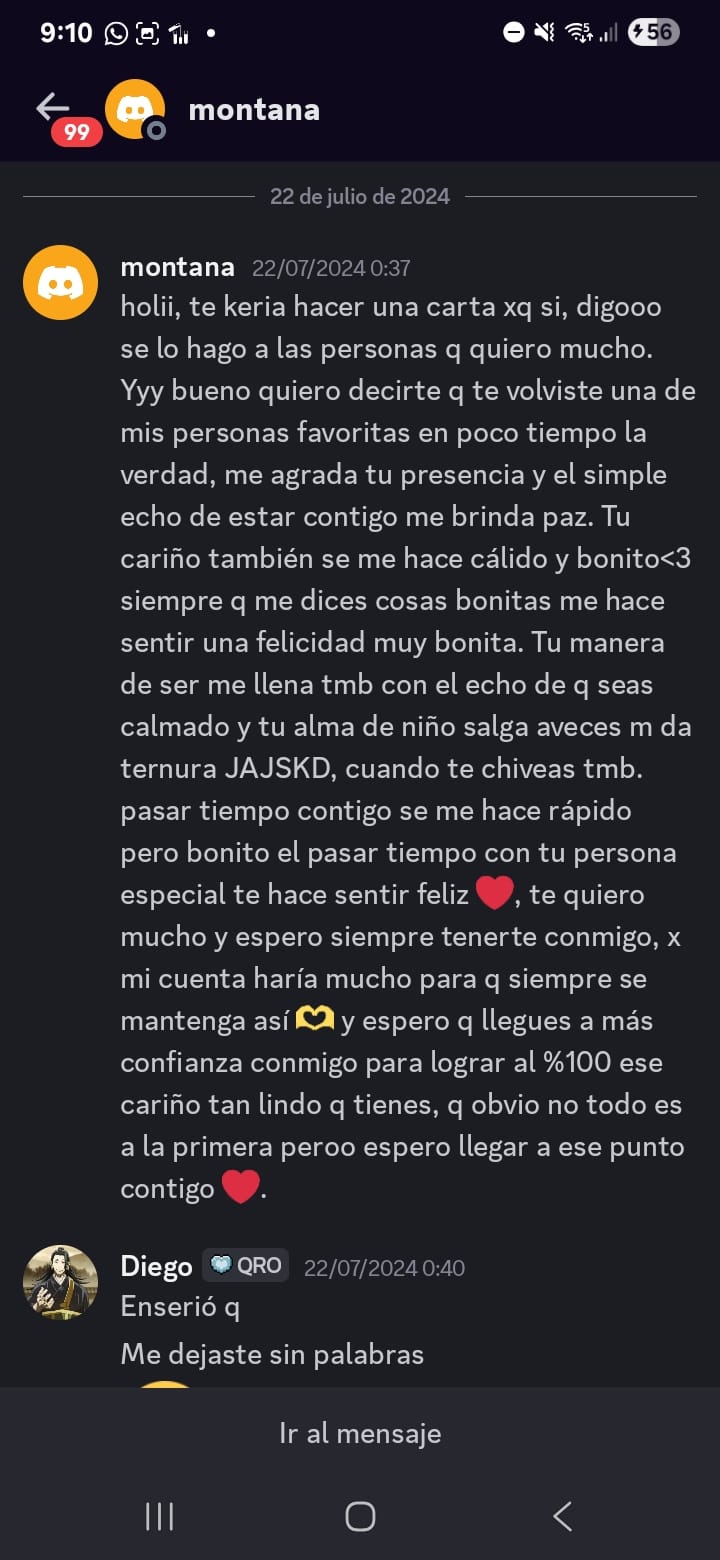 9:10
56
99
montana
22 de julio de 2024
montana 22/07/2024 0:37
holii, te keria hacer una carta xq si, digooo
se lo hago a las personas q quiero mucho.
Yyy bueno quiero decirte q te volviste una de
mis personas favoritas en poco tiempo la
verdad, me agrada tu presencia y el simple
echo de estar contigo me brinda paz. Tu
cariño también se me hace cálido y bonito<3
siempre q me dices cosas bonitas me hace
sentir una felicidad muy bonita. Tu manera
de ser me llena tmb con el echo de q seas
calmado y tu alma de niño salga aveces m da
ternura JAJSKD, cuando te chiveas tmb.
pasar tiempo contigo se me hace rápido
pero bonito el pasar tiempo con tu persona
especial te hace sentir feliz ❤️, te quiero
mucho y espero siempre tenerte conmigo, x
mi cuenta haría mucho para q siempre se
mantenga así 🫶 y espero q llegues a más
confianza conmigo para lograr al %100 ese
cariño tan lindo q tienes, q obvio no todo es
a la primera peroo espero llegar a ese punto
contigo ❤️.
Diego QRO 22/07/2024 0:40
Enserió q
Me dejaste sin palabras
Ir al mensaje